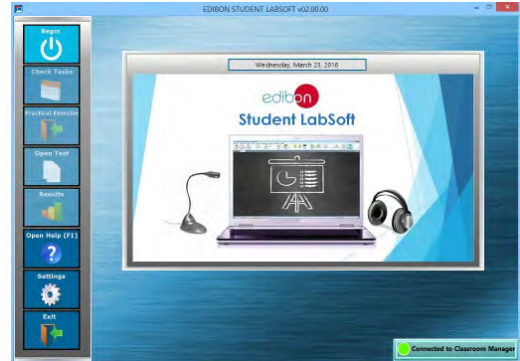 EDIBON STUDENT LABSOFT v02.00.00
Begin
Check Tasks
Practical Exercise
Open Test
Results
Open Help (F1)
Settings
Exit
Wednesday, March 23, 2016
edibon
Student LabSoft
Connected to Classroom Manager